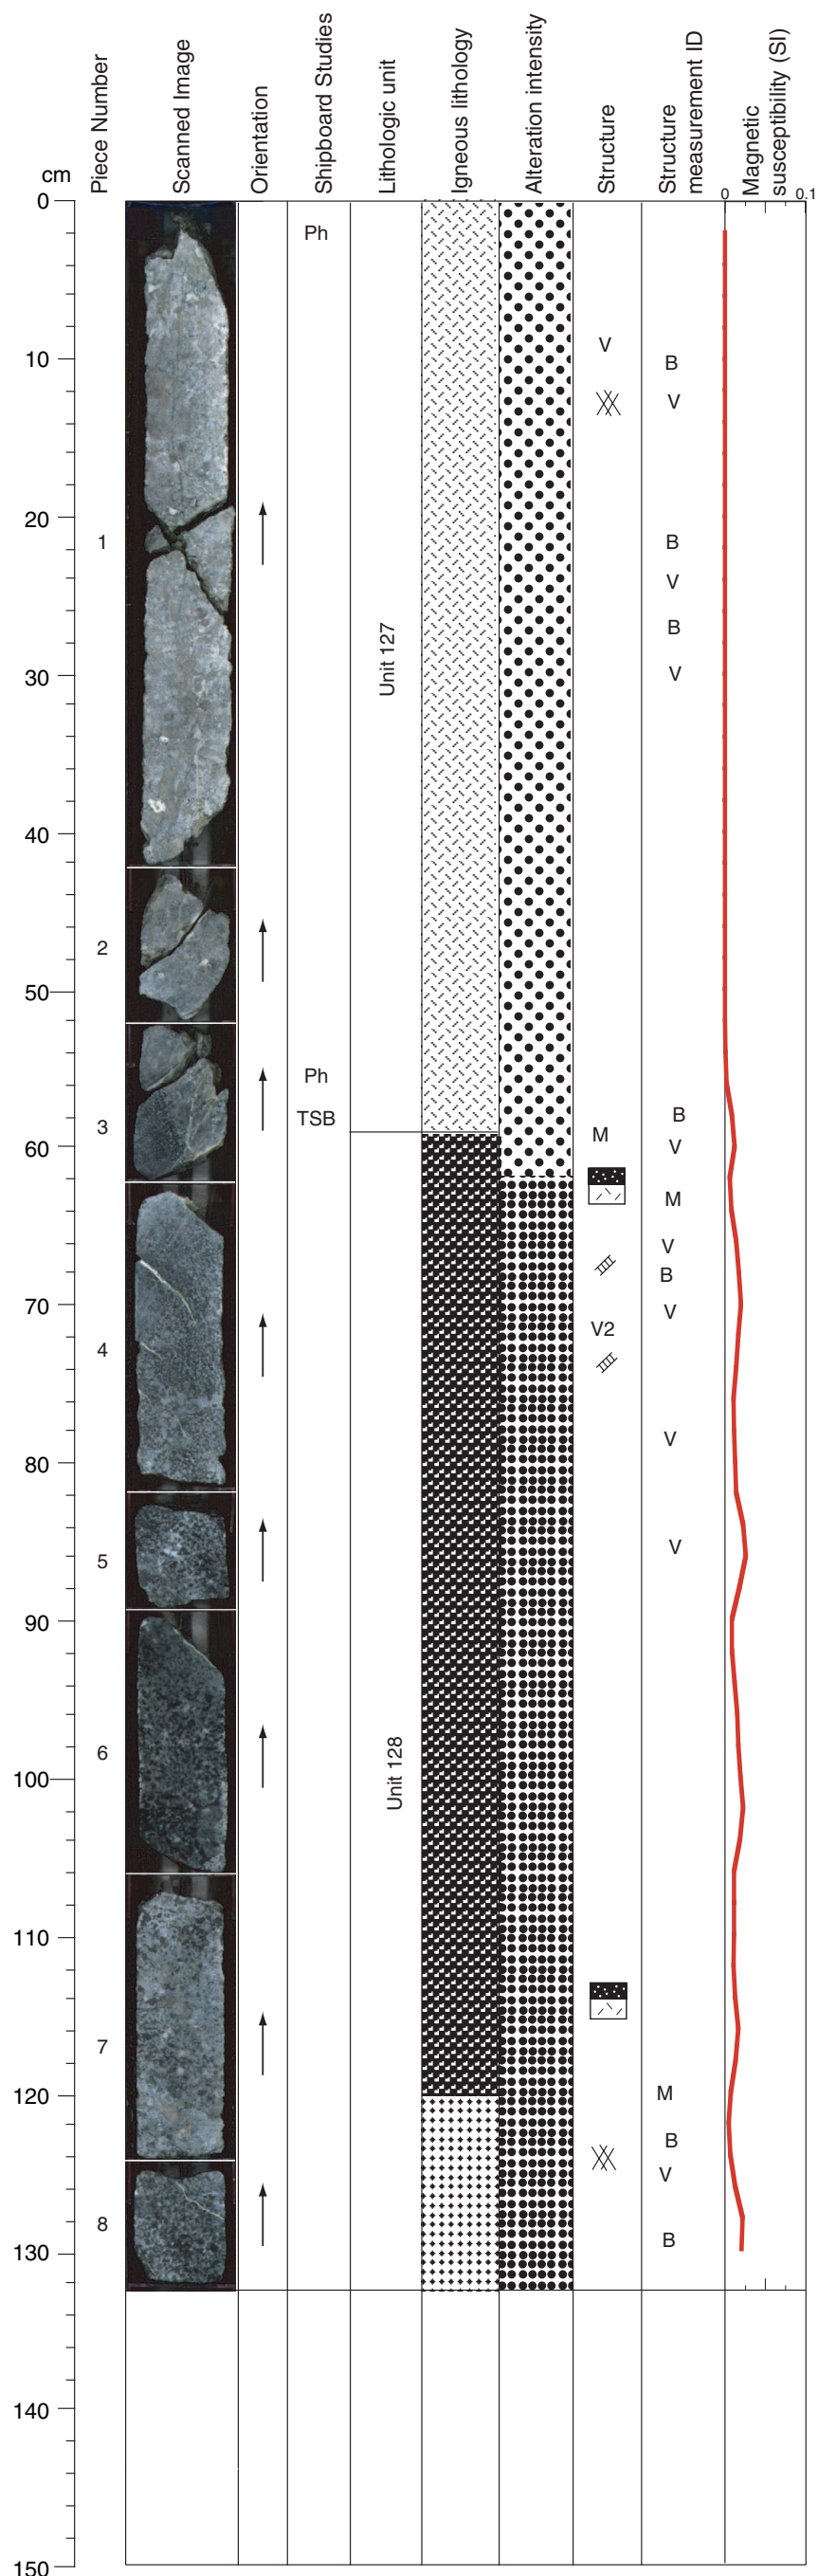 cm
Piece Number
Scanned Image
Orientation
Shipboard Studies
Lithologic unit
Igneous lithology
Alteration intensity
Structure
Structure
measurement ID
Magnetic
susceptibility (SI)
0 0.1
0
Ph
V
10
B
V
20
1
B
V
B
Unit 127
30
V
40
2
50
Ph
B
TSB
3
M
60
V
M
V
B
70
V
V2
4
V
80
V
5
90
6
Unit 128
100
110
7
120
M
B
V
8
B
130
140
150